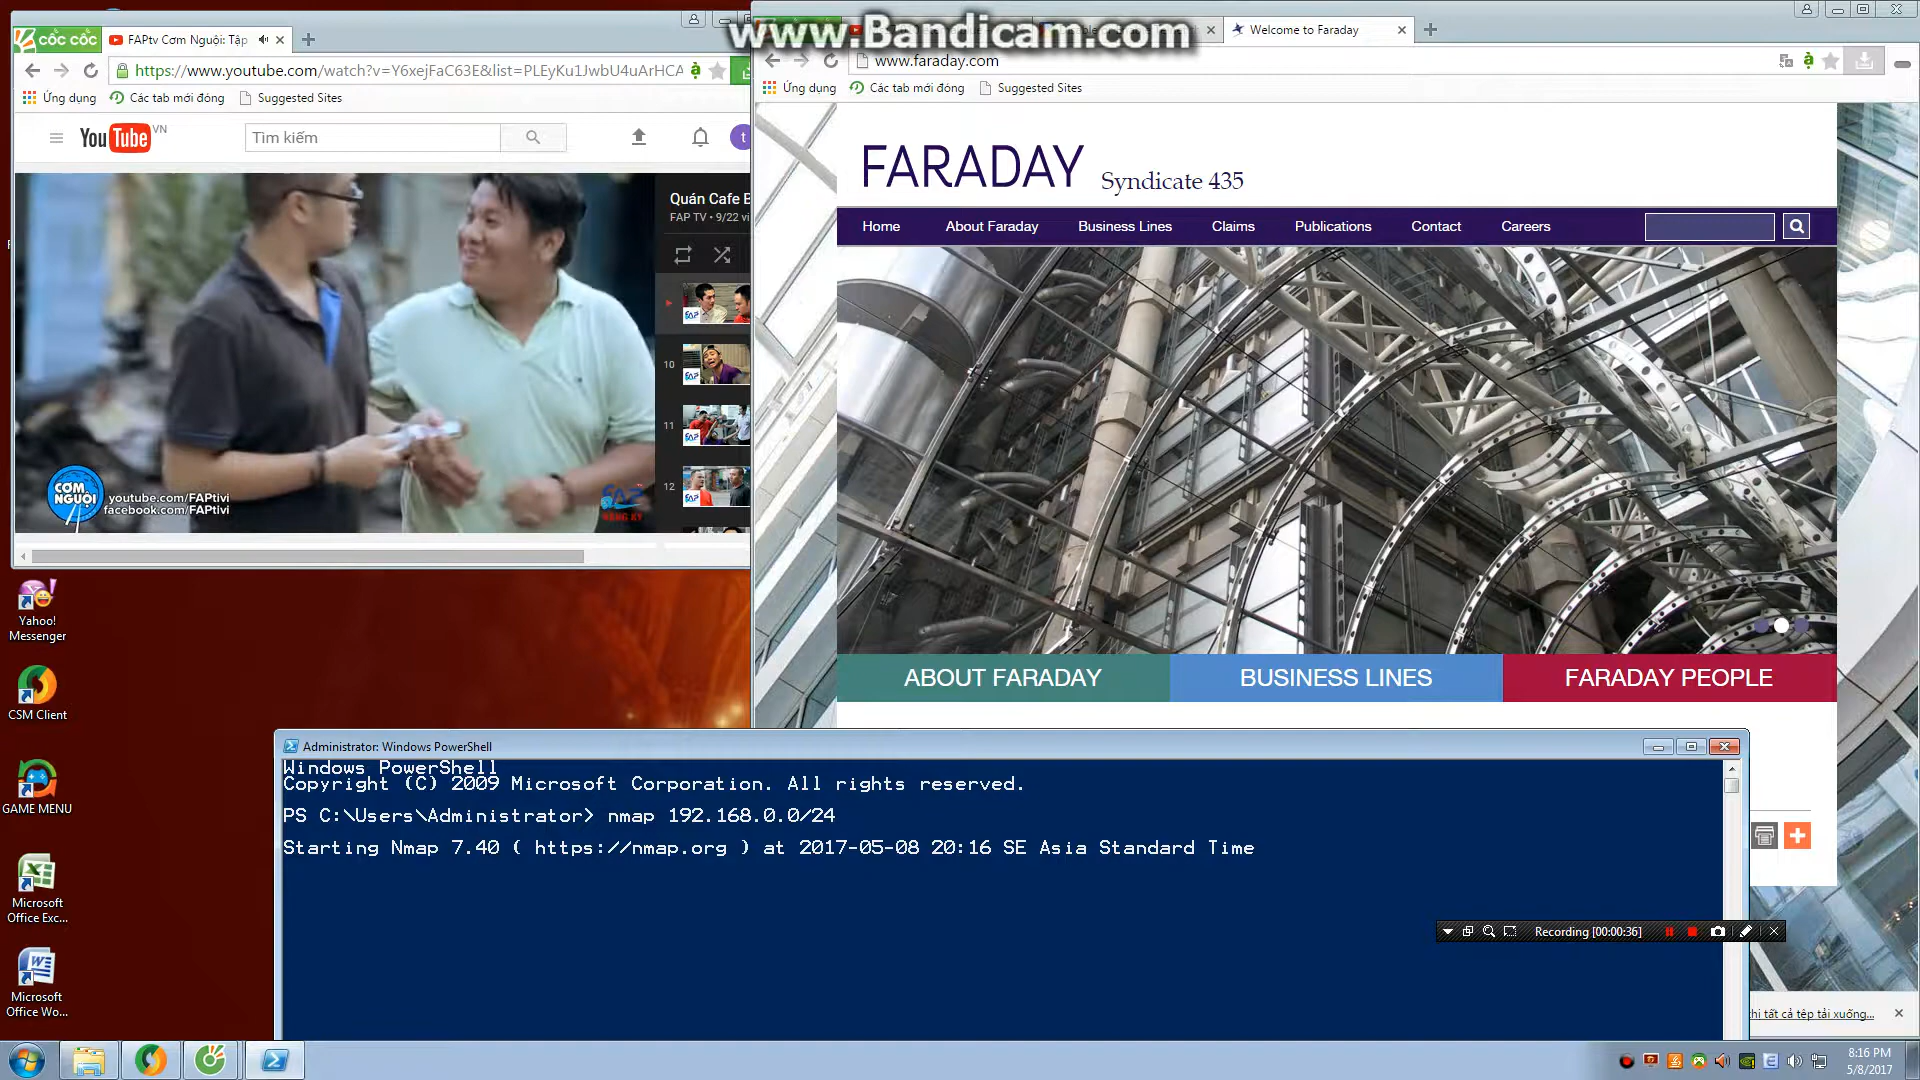 www.Bandicam.com
cốc cốc
FAPtv Cơm Nguội: Tập
https://www.youtube.com/watch?v=Y6xejFaC63E&list=PLEyKu1JwbU4uArHCA
Ứng dụng
Các tab mới đóng
Suggested Sites
YouTube VN
Tìm kiếm
t
Quán Cafe B
FAP TV • 9/22 vi
10
11
12
CƠM NGUỘI
youtube.com/FAPtivi
facebook.com/FAPtivi
Welcome to Faraday
www.faraday.com
Ứng dụng
Các tab mới đóng
Suggested Sites
FARADAY
Syndicate 435
Home
About Faraday
Business Lines
Claims
Publications
Contact
Careers
ABOUT FARADAY
BUSINESS LINES
FARADAY PEOPLE
Yahoo!
Messenger
CSM Client
GAME MENU
Microsoft
Office Exc...
Microsoft
Office Wo...
Administrator: Windows PowerShell
Windows PowerShell
Copyright (C) 2009 Microsoft Corporation. All rights reserved.
PS C:\Users\Administrator> nmap 192.168.0.0/24
Starting Nmap 7.40 ( https://nmap.org ) at 2017-05-08 20:16 SE Asia Standard Time
Recording [00:00:36]
thị tất cả tệp tải xuống...
8:16 PM
5/8/2017